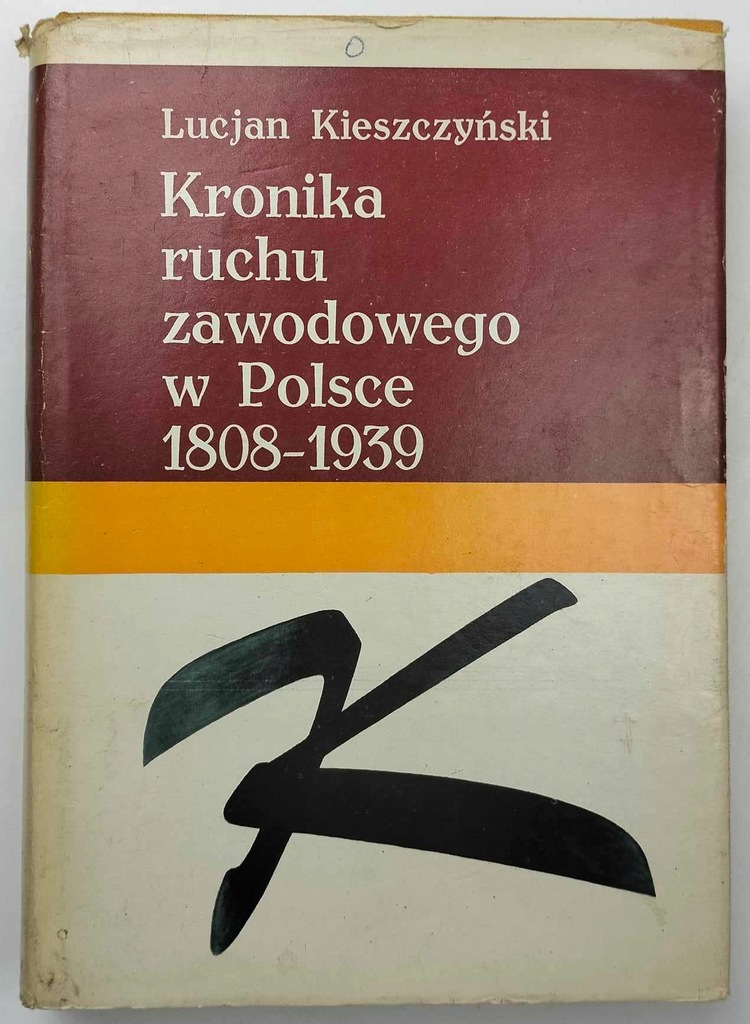 Lucjan Kieszczyński
Kronika
ruchu
zawodowego
w Polsce
1808-1939
K